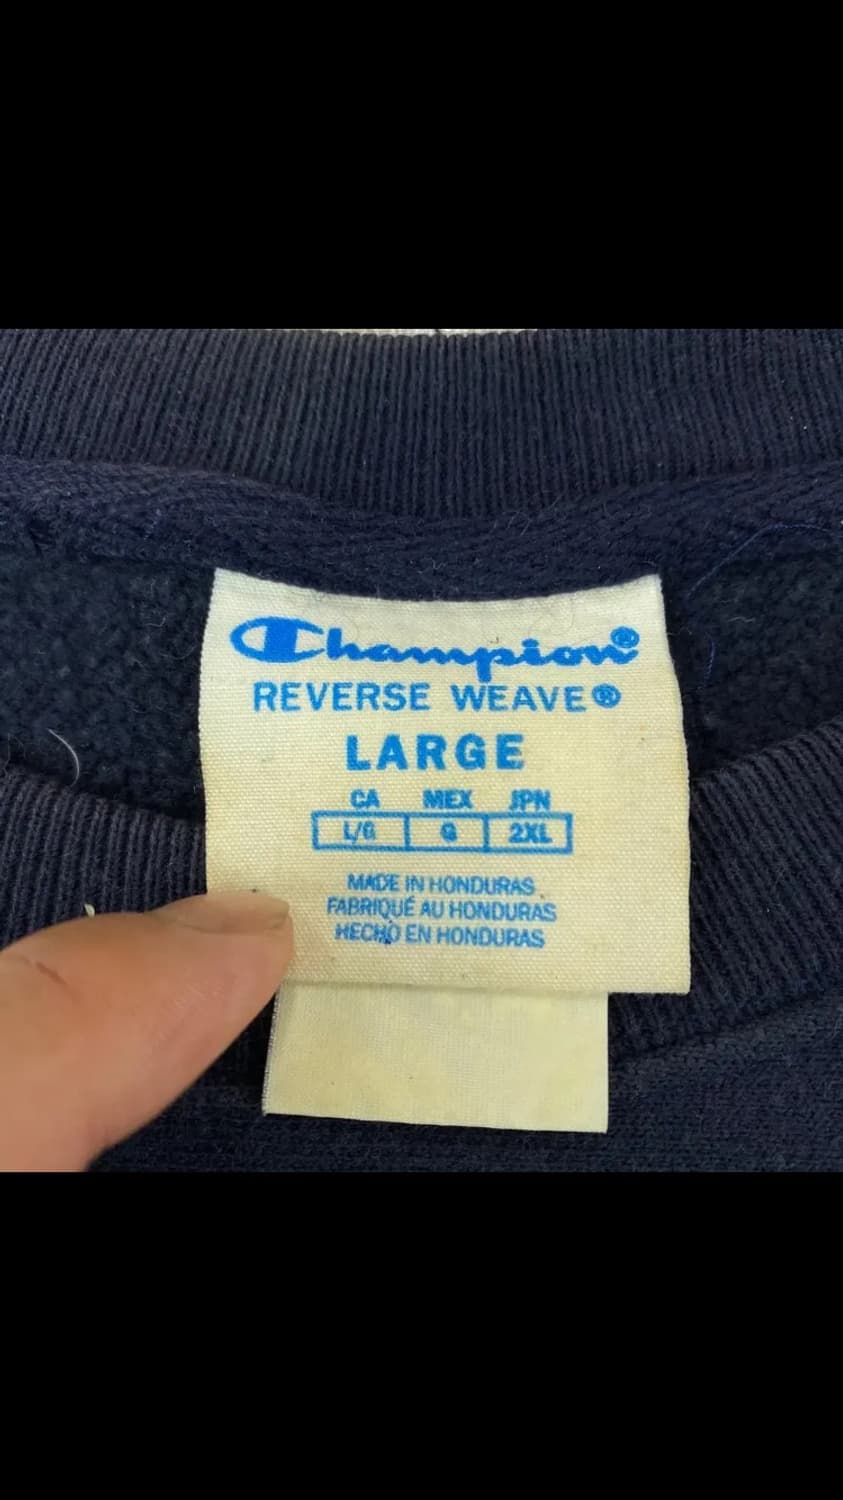 Champion®
REVERSE WEAVE®
LARGE
CA MEX JPN
L/G G 2XL
MADE IN HONDURAS
FABRIQUÉ AU HONDURAS
HECHO EN HONDURAS